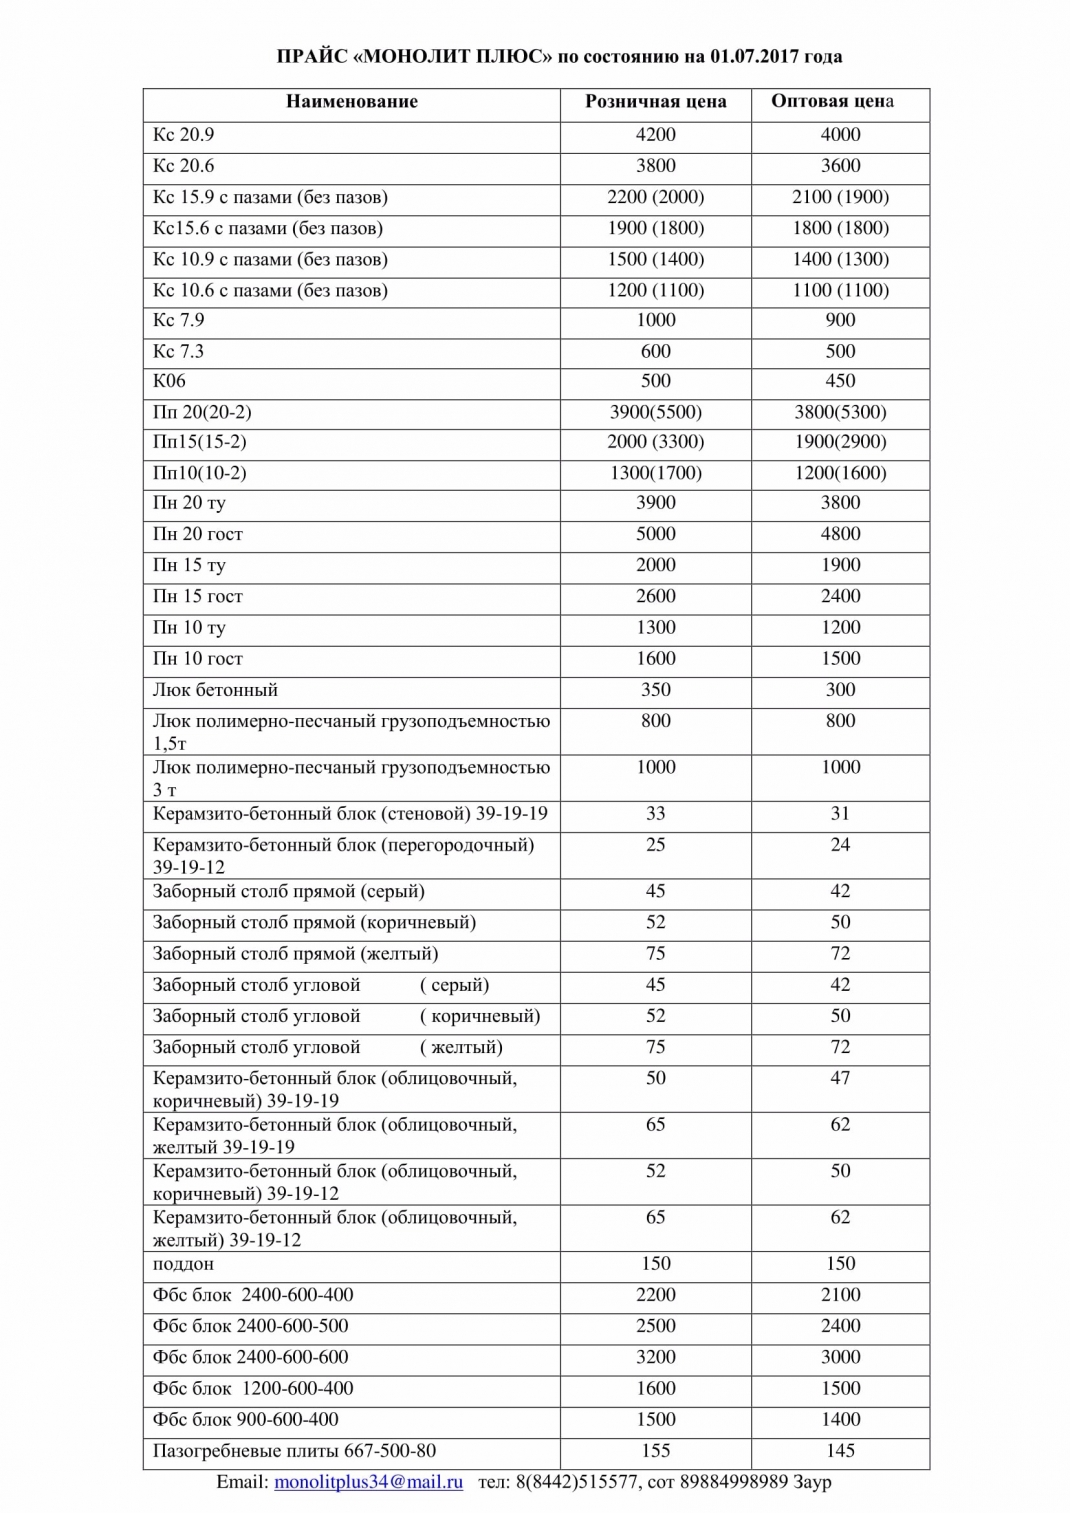 ПРАЙС «МОНОЛИТ ПЛЮС» по состоянию на 01.07.2017 года
Наименование Розничная цена Оптовая цена
Кс 20.9 4200 4000
Кс 20.6 3800 3600
Кс 15.9 с пазами (без пазов) 2200 (2000) 2100 (1900)
Кс15.6 с пазами (без пазов) 1900 (1800) 1800 (1800)
Кс 10.9 с пазами (без пазов) 1500 (1400) 1400 (1300)
Кс 10.6 с пазами (без пазов) 1200 (1100) 1100 (1100)
Кс 7.9 1000 900
Кс 7.3 600 500
К06 500 450
Пп 20(20-2) 3900(5500) 3800(5300)
Пп15(15-2) 2000 (3300) 1900(2900)
Пп10(10-2) 1300(1700) 1200(1600)
Пн 20 ту 3900 3800
Пн 20 гост 5000 4800
Пн 15 ту 2000 1900
Пн 15 гост 2600 2400
Пн 10 ту 1300 1200
Пн 10 гост 1600 1500
Люк бетонный 350 300
Люк полимерно-песчаный грузоподъемностью 800 800
1,5т
Люк полимерно-песчаный грузоподъемностью 1000 1000
3 т
Керамзито-бетонный блок (стеновой) 39-19-19 33 31
Керамзито-бетонный блок (перегородочный) 25 24
39-19-12
Заборный столб прямой (серый) 45 42
Заборный столб прямой (коричневый) 52 50
Заборный столб прямой (желтый) 75 72
Заборный столб угловой ( серый) 45 42
Заборный столб угловой ( коричневый) 52 50
Заборный столб угловой ( желтый) 75 72
Керамзито-бетонный блок (облицовочный, 50 47
коричневый) 39-19-19
Керамзито-бетонный блок (облицовочный, 65 62
желтый 39-19-19
Керамзито-бетонный блок (облицовочный, 52 50
коричневый) 39-19-12
Керамзито-бетонный блок (облицовочный, 65 62
желтый) 39-19-12
поддон 150 150
Фбс блок 2400-600-400 2200 2100
Фбс блок 2400-600-500 2500 2400
Фбс блок 2400-600-600 3200 3000
Фбс блок 1200-600-400 1600 1500
Фбс блок 900-600-400 1500 1400
Пазогребневые плиты 667-500-80 155 145
Email: monolitplus34@mail.ru тел: 8(8442)515577, сот 89884998989 Заур